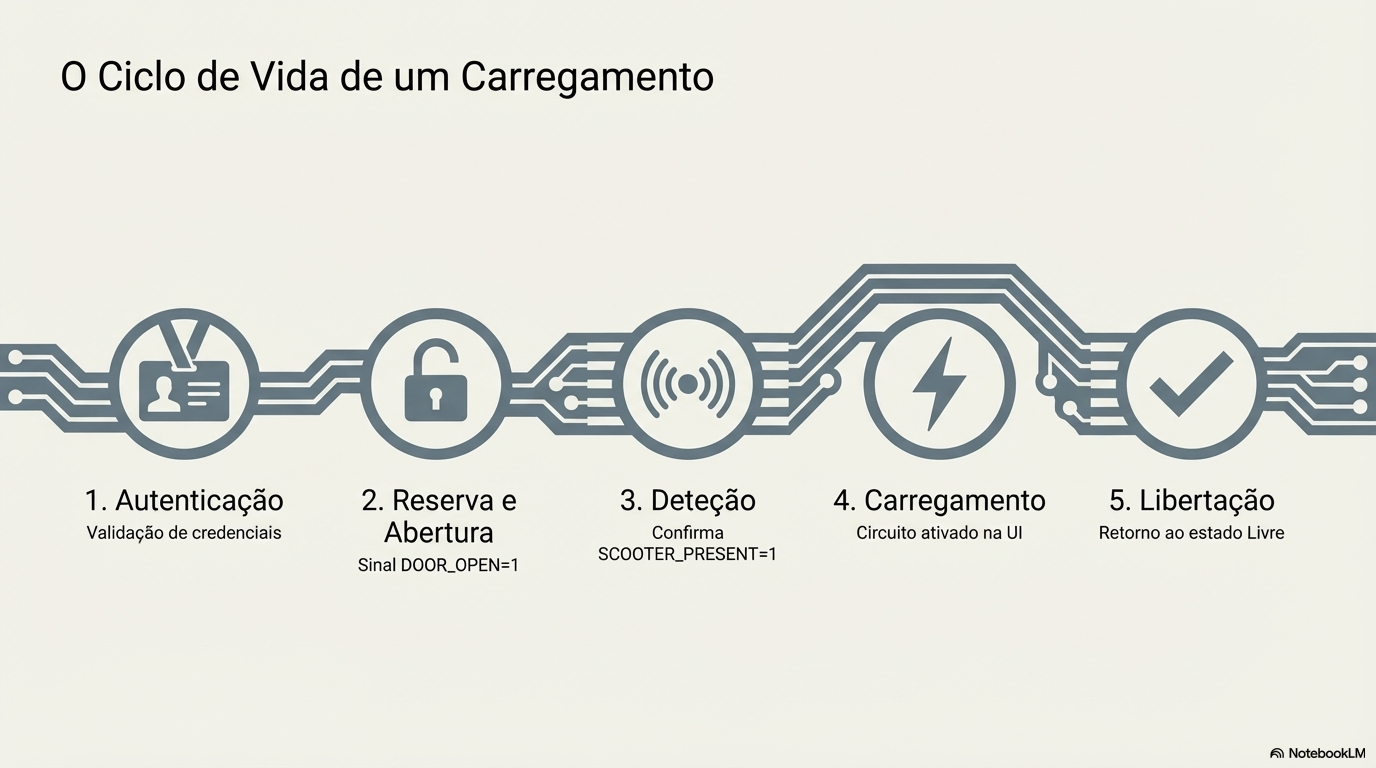 O Ciclo de Vida de um Carregamento
1. Autenticação
Validação de credenciais
2. Reserva e
Abertura
Sinal DOOR_OPEN=1
3. Deteção
Confirma
SCOOTER_PRESENT=1
4. Carregamento
Circuito ativado na UI
5. Libertação
Retorno ao estado Livre
NotebookLM